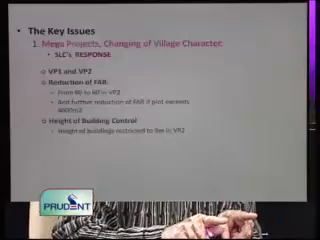 • The Key Issues
1. Mega Projects, Changing of Village Character.
• SLC's RESPONSE
VP1 and VP2
Reduction of FAR:
• From 80 to 60 in VP2
• And further reduction of FAR if plot exceeds
4000m2
Height of Building Control
• Height of buildings restricted to 9m in VP2
PRUDENT